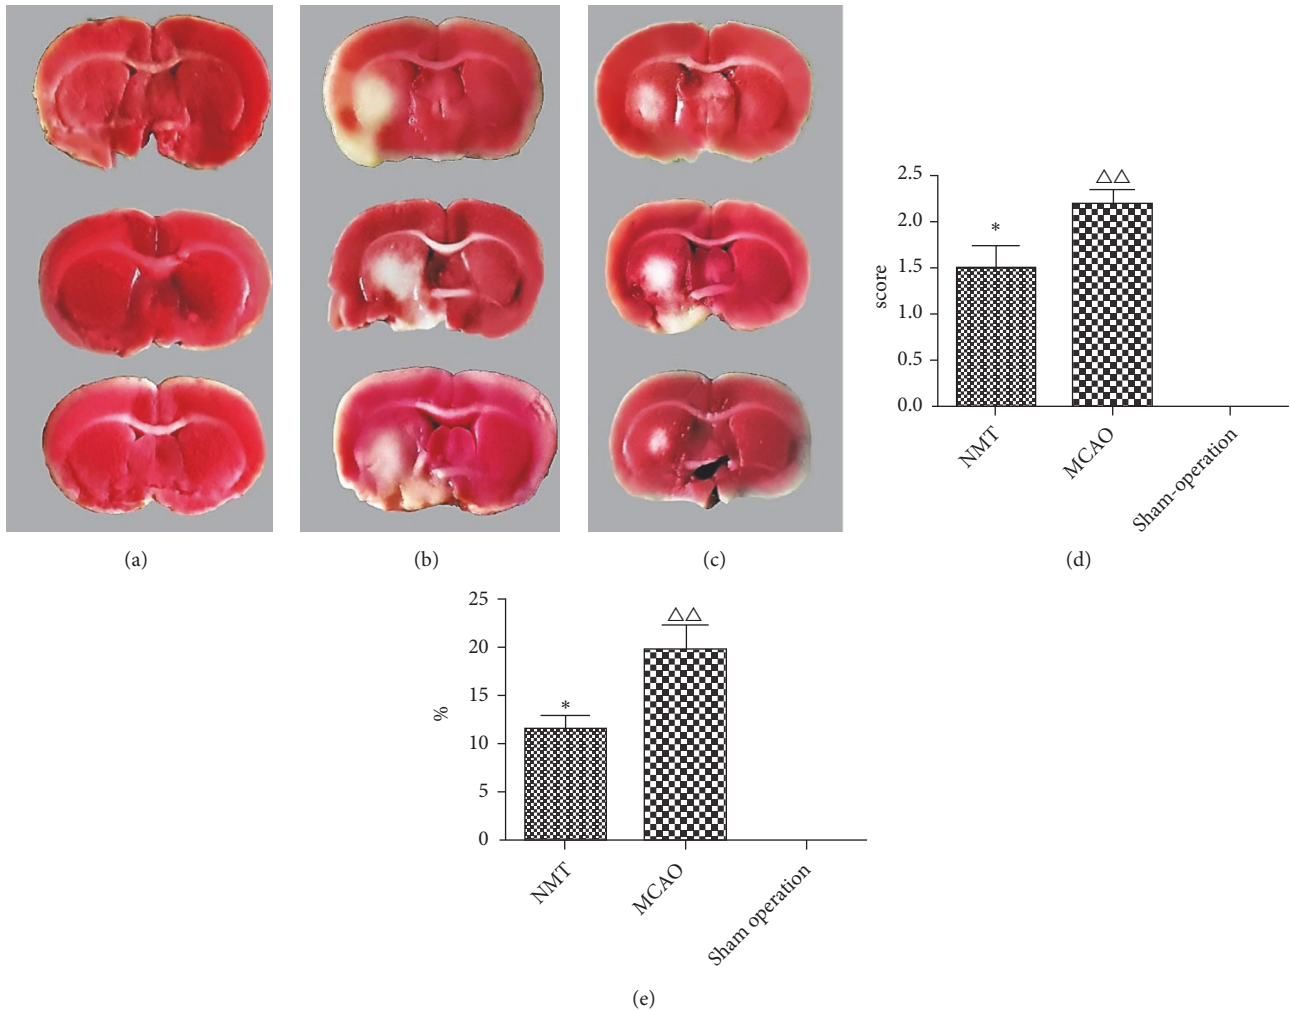 (a)
(b)
(c)
score
2.5
2.0
1.5
1.0
0.5
0.0
*
△△
NMT
MCAO
Sham-operation
(d)
%
25
20
15
10
5
0
*
△△
NMT
MCAO
Sham operation
(e)